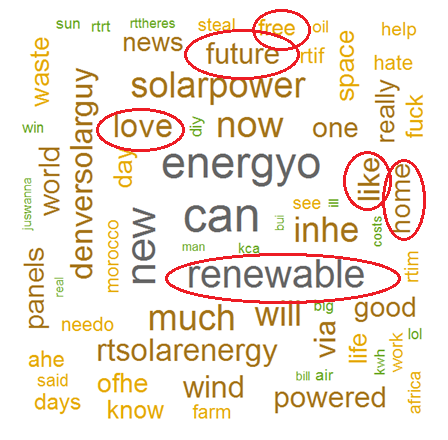 sun rtrt rttheres steal free oil help
waste news future rtif space hate
solarpower really fuck
win love diy now one
denversolarguy world day energyo like home
juswanna new can see ill costs
morocco bui inhe
panels real man kca rtim
renewable
needo much will big via good
rtsolarenergy life work lol
ahe said ofhe wind bill air kwh
days know farm powered africa